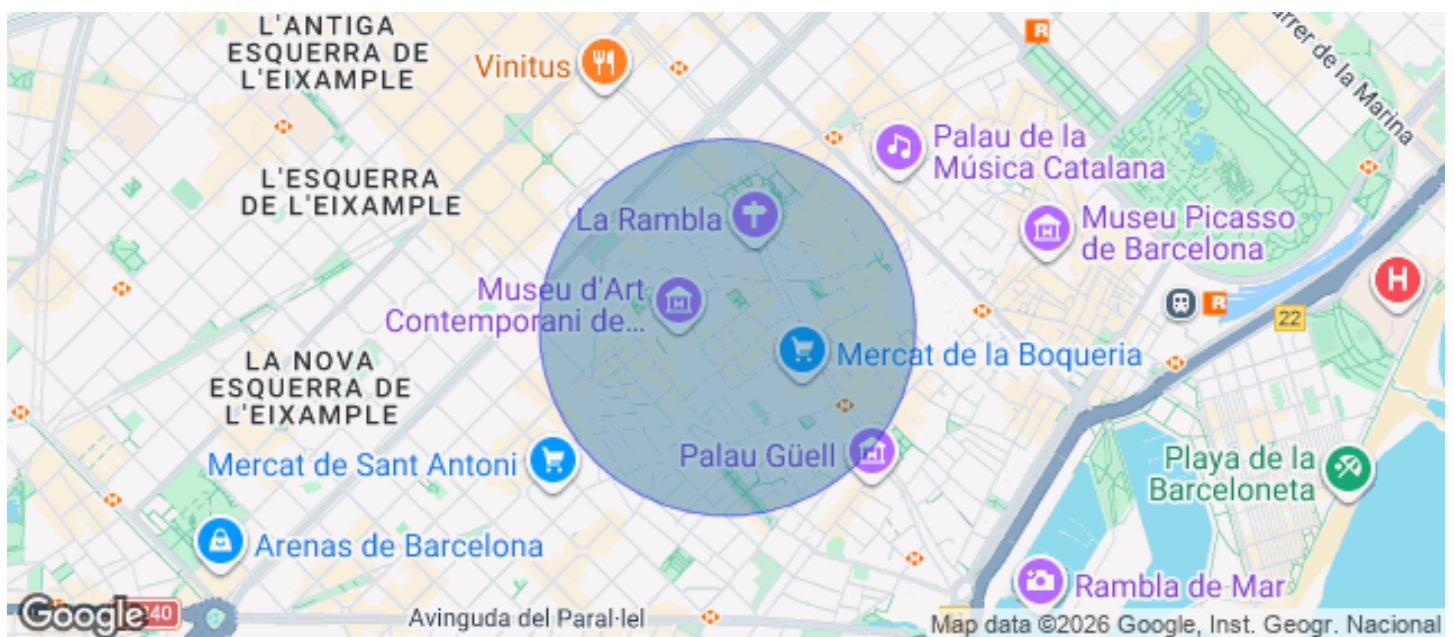 L'ANTIGA
ESQUERRA DE
L'EIXAMPLE
Vinitus
R
Carrer de la Marina
Palau de la
Música Catalana
L'ESQUERRA
DE L'EIXAMPLE
La Rambla
Museu Picasso
de Barcelona
H
Museu d'Art
Contemporani de...
R
22
LA NOVA
ESQUERRA DE
L'EIXAMPLE
Mercat de la Boqueria
Mercat de Sant Antoni
Palau Güell
Playa de la
Barceloneta
Arenas de Barcelona
Rambla de Mar
Google
Avinguda del Paral·lel
Map data ©2026 Google, Inst. Geogr. Nacional